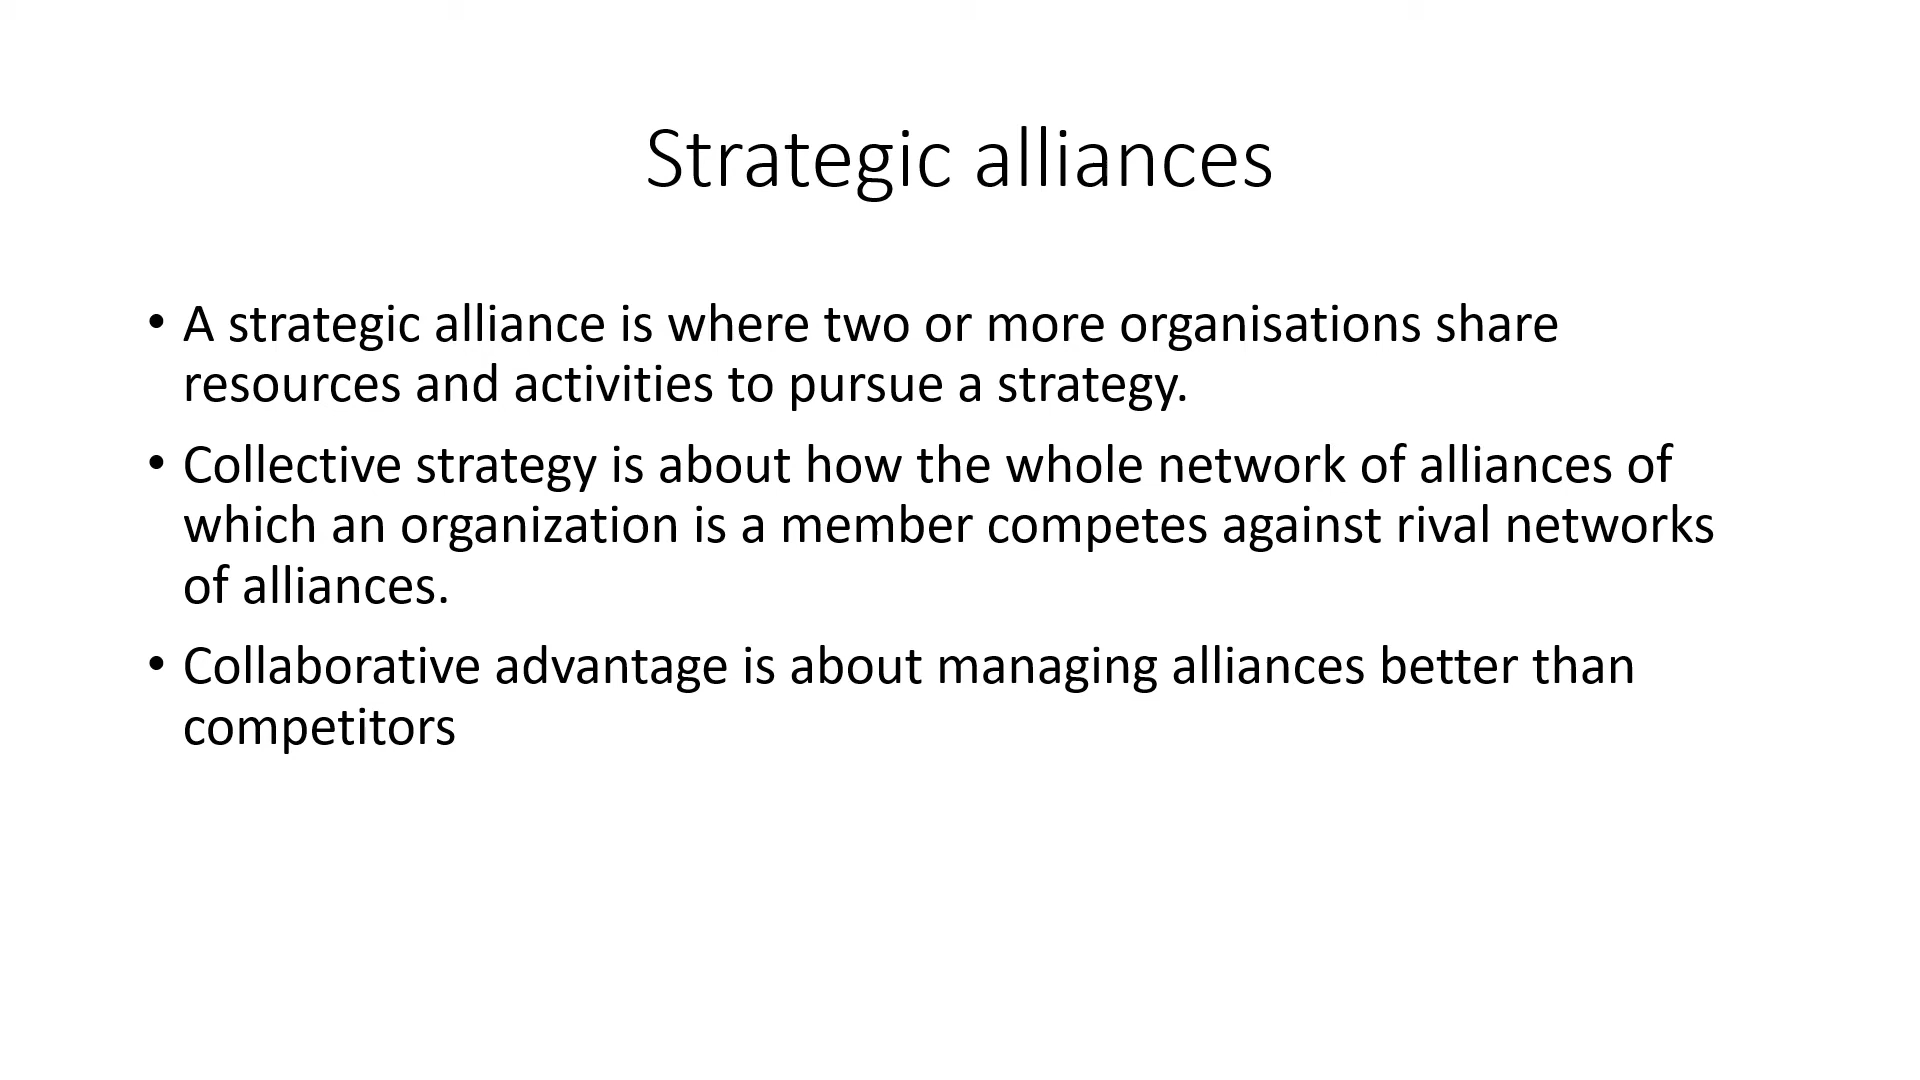 Strategic alliances
• A strategic alliance is where two or more organisations share
resources and activities to pursue a strategy.
• Collective strategy is about how the whole network of alliances of
which an organization is a member competes against rival networks
of alliances.
• Collaborative advantage is about managing alliances better than
competitors